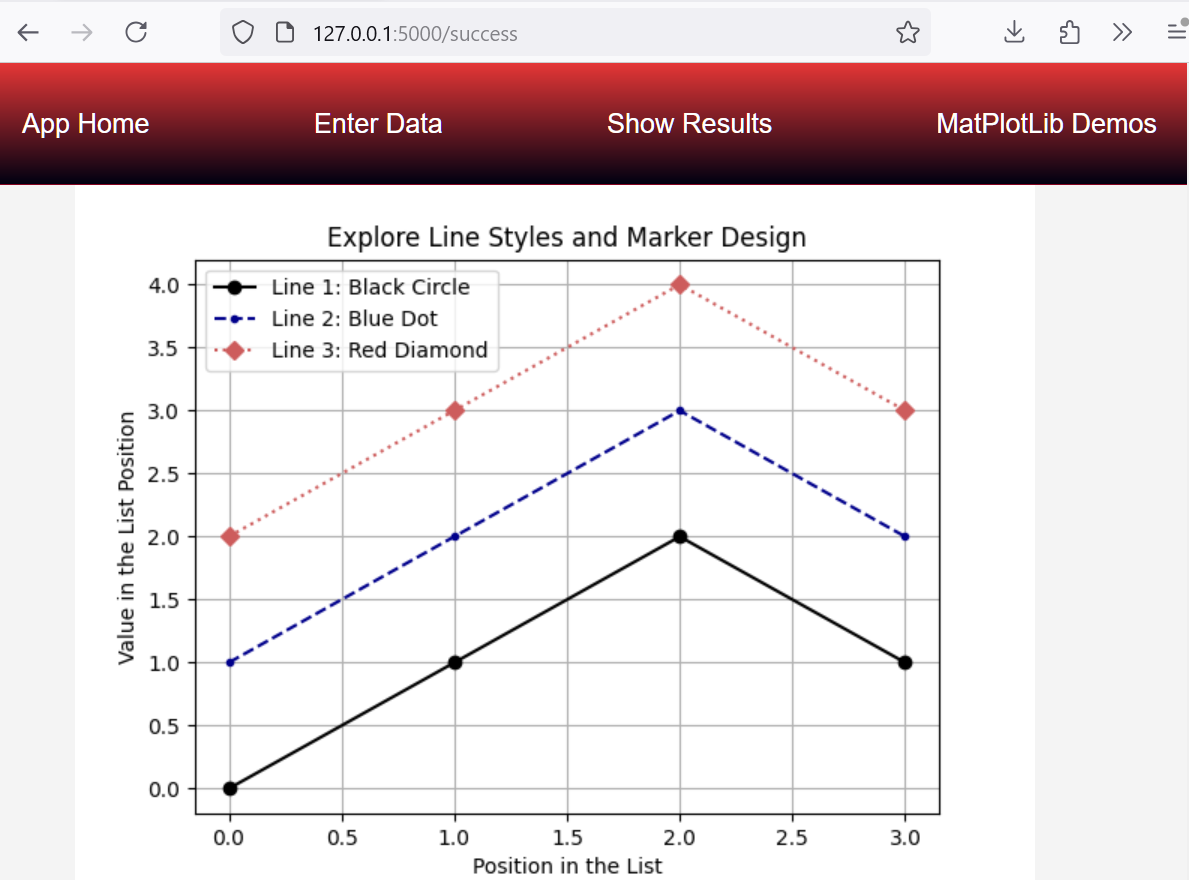 127.0.0.1:5000/success
App Home Enter Data Show Results MatPlotLib Demos
Explore Line Styles and Marker Design
Line 1: Black Circle
Line 2: Blue Dot
Line 3: Red Diamond
4.0
3.5
3.0
2.5
2.0
1.5
1.0
0.5
0.0
Value in the List Position
0.0 0.5 1.0 1.5 2.0 2.5 3.0
Position in the List